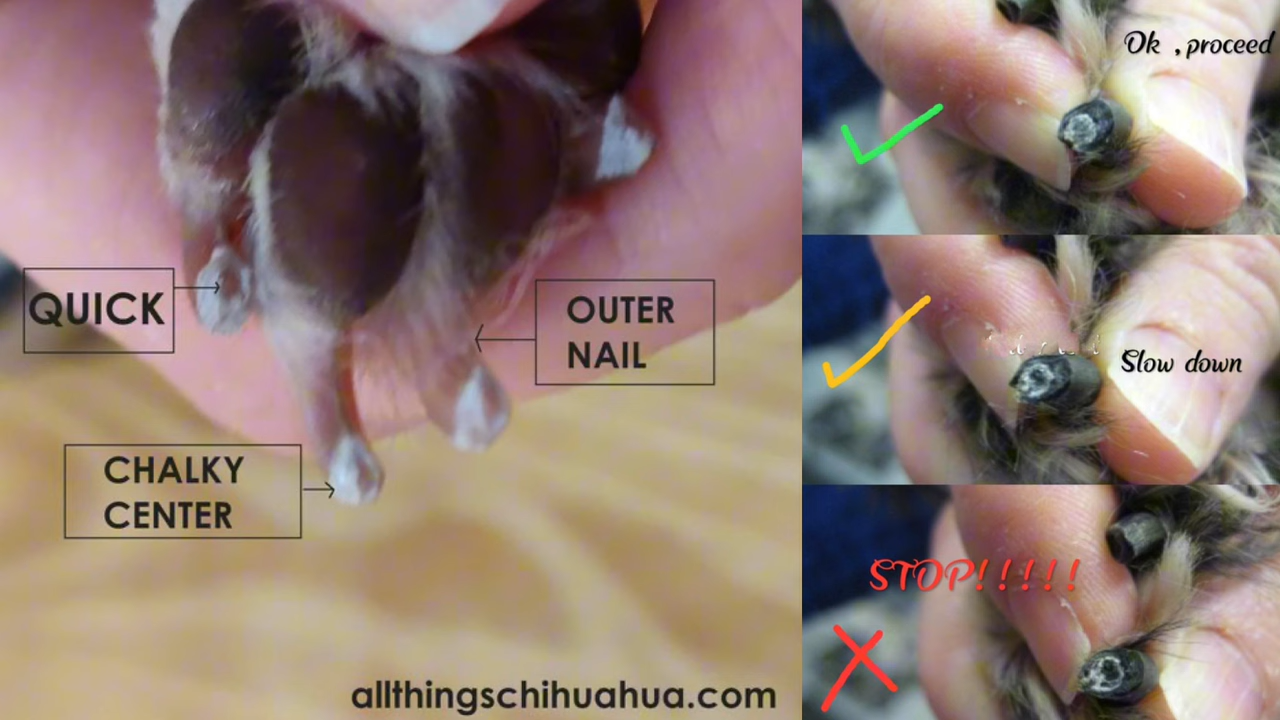 QUICK
OUTER
NAIL
CHALKY
CENTER
allthingschihuahua.com
Ok , proceed
Slow down
STOP!!!!!